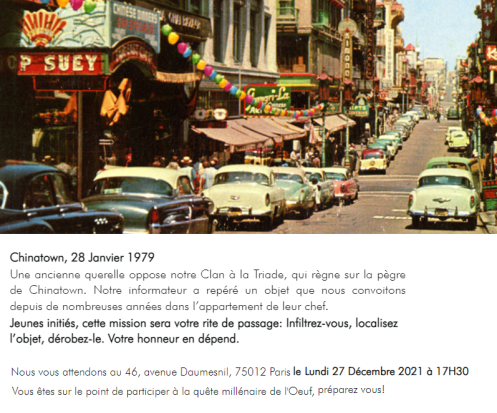 CHINESE DINNERS
OP SUEY
Chinatown, 28 Janvier 1979
Une ancienne querelle oppose notre Clan à la Triade, qui règne sur la pègre
de Chinatown. Notre informateur a repéré un objet que nous convoitons
depuis de nombreuses années dans l'appartement de leur chef.
Jeunes initiés, cette mission sera votre rite de passage: Infiltrez-vous, localisez
l'objet, dérobez-le. Votre honneur en dépend.
Nous vous attendons au 46, avenue Daumesnil, 75012 Paris le Lundi 27 Décembre 2021 à 17H30
Vous êtes sur le point de participer à la quête millénaire de l'Oeuf, préparez vous!